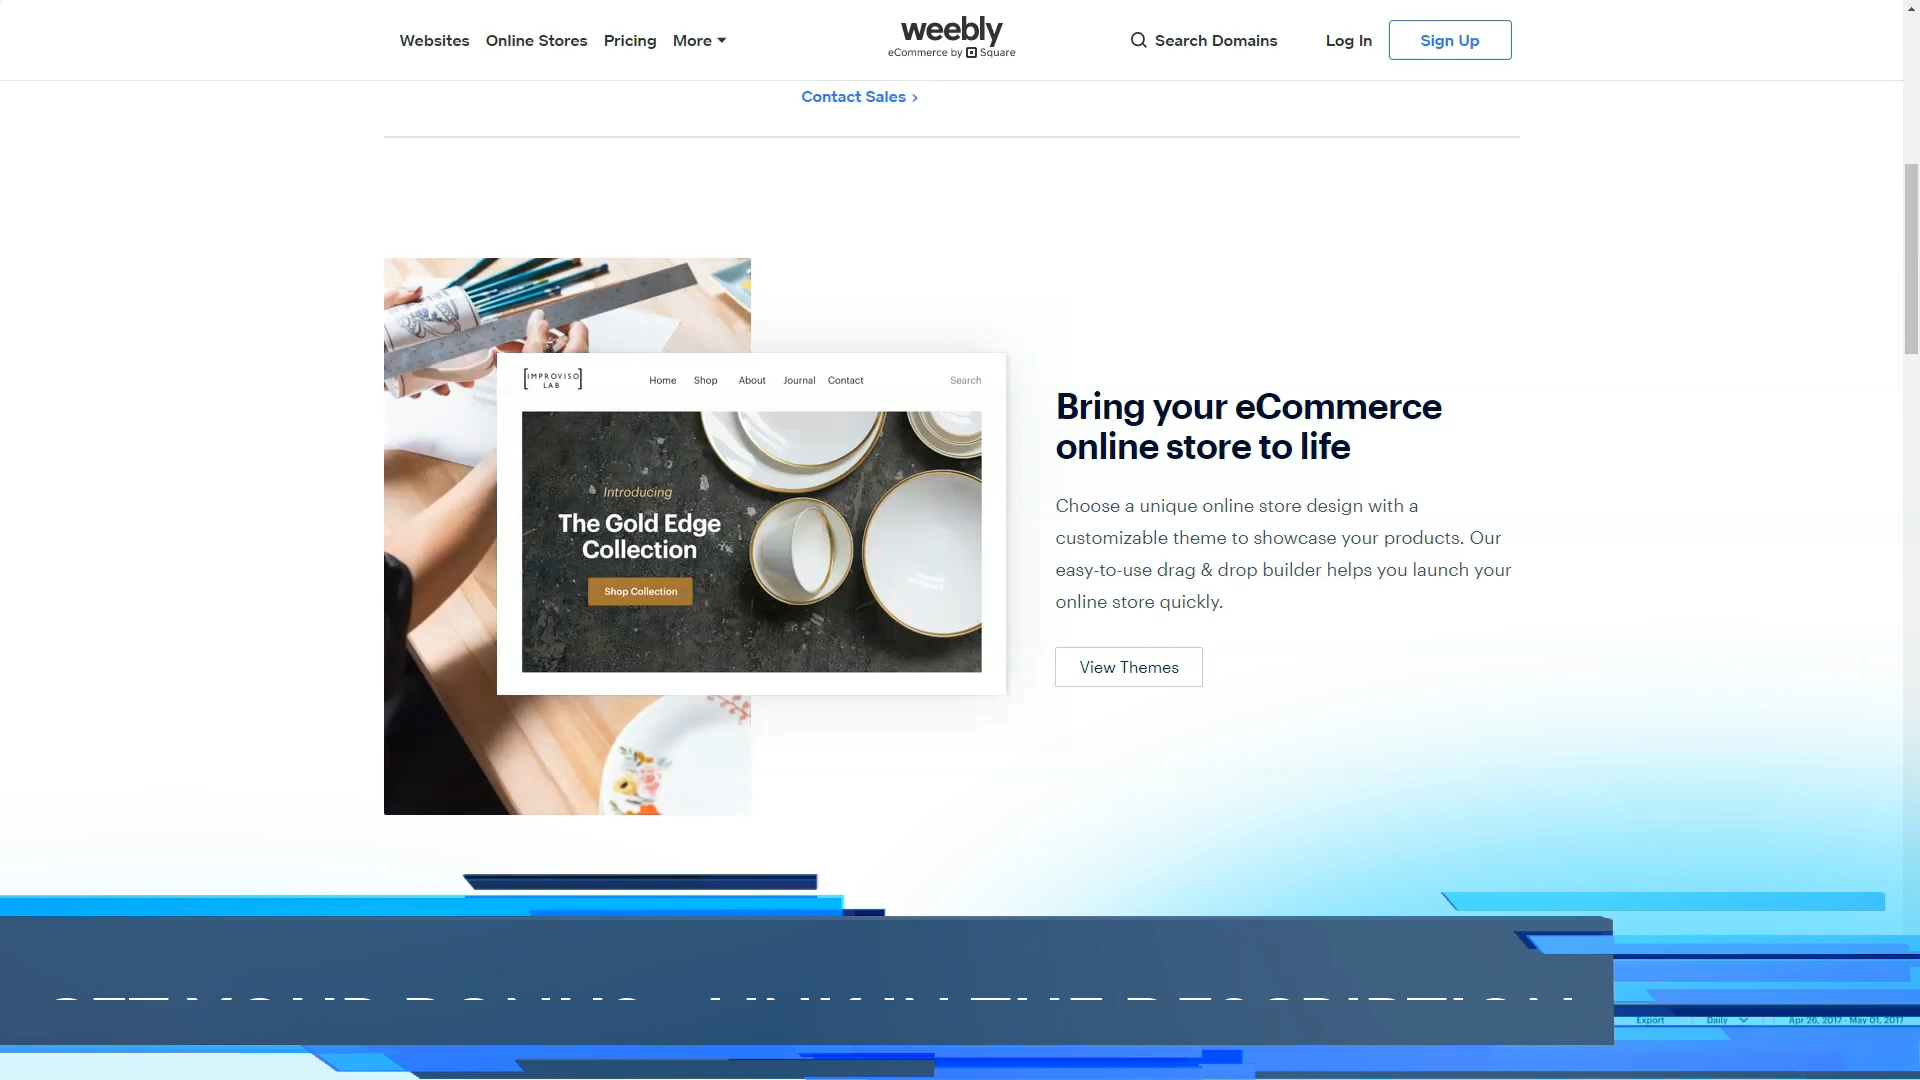 Websites Online Stores Pricing More
weebly
eCommerce by Square
Search Domains
Log In
Sign Up
Contact Sales >
IMPROVISO
LAB
Home Shop About Journal Contact
Search
Introducing
The Gold Edge
Collection
Shop Collection
Bring your eCommerce
online store to life
Choose a unique online store design with a
customizable theme to showcase your products. Our
easy-to-use drag & drop builder helps you launch your
online store quickly.
View Themes
Export Daily Apr 26, 2017 - May 01, 2017